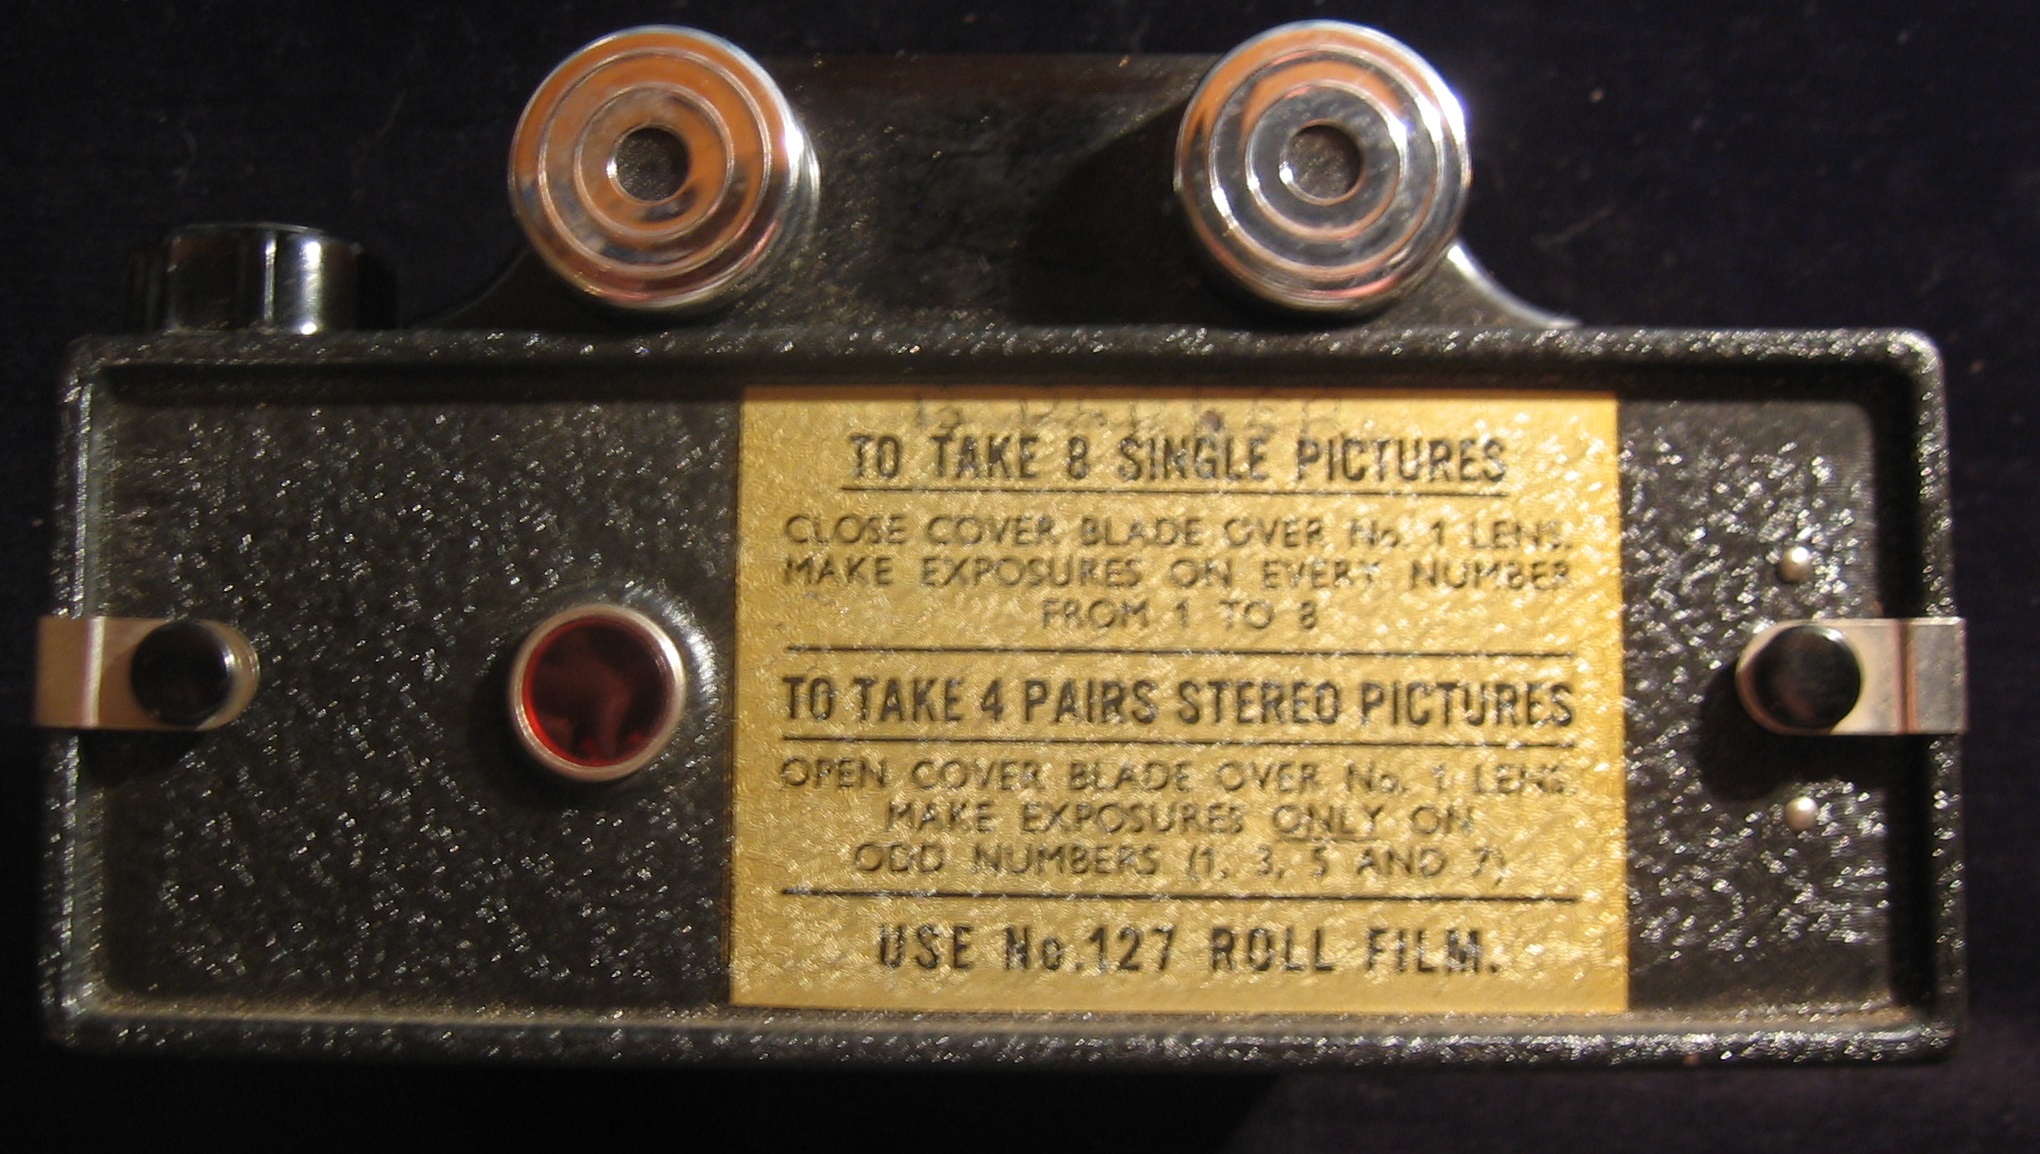 TO TAKE 8 SINGLE PICTURES
CLOSE COVER BLADE OVER No. 1 LENS.
MAKE EXPOSURES ON EVERY NUMBER
FROM 1 TO 8
TO TAKE 4 PAIRS STEREO PICTURES
OPEN COVER BLADE OVER No. 1 LENS.
MAKE EXPOSURES ONLY ON
ODD NUMBERS (1, 3, 5 AND 7)
USE No.127 ROLL FILM.